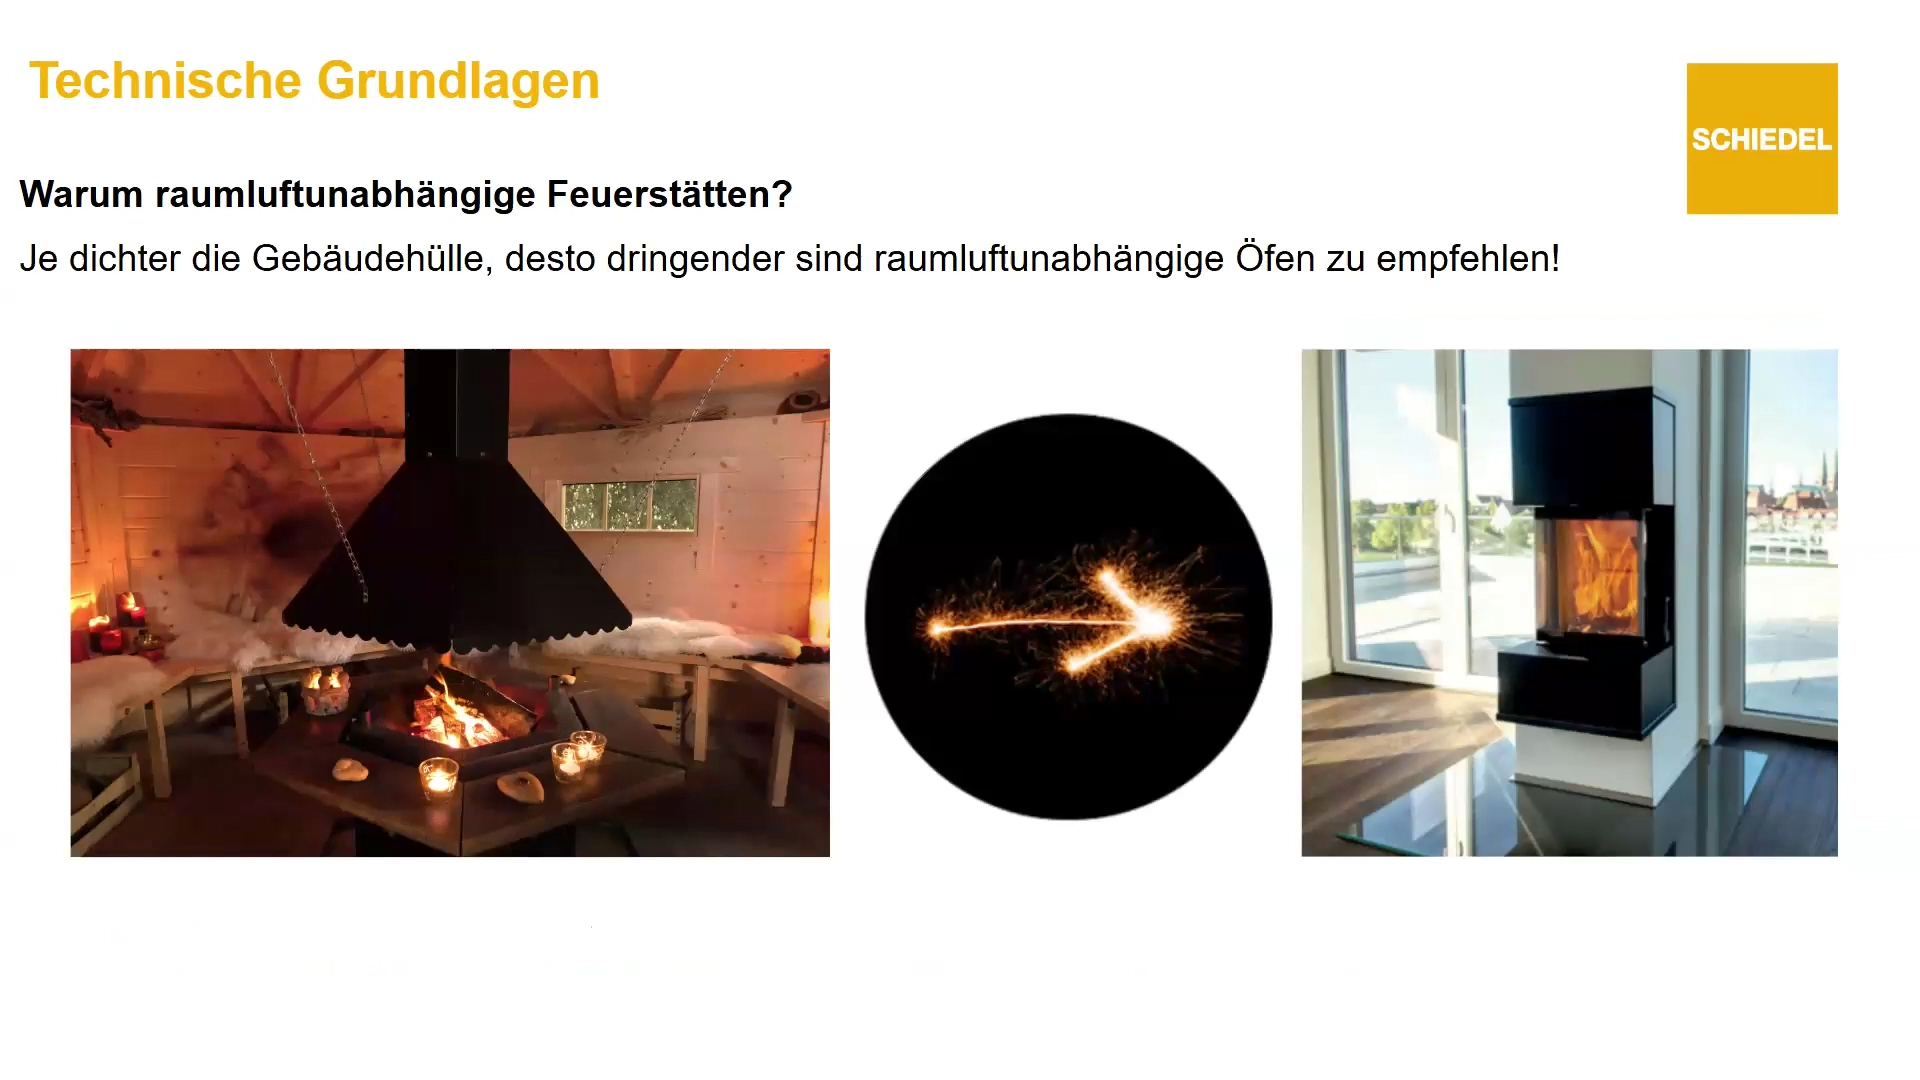 Technische Grundlagen
SCHIEDEL
Warum raumluftunabhängige Feuerstätten?
Je dichter die Gebäudehülle, desto dringender sind raumluftunabhängige Öfen zu empfehlen!